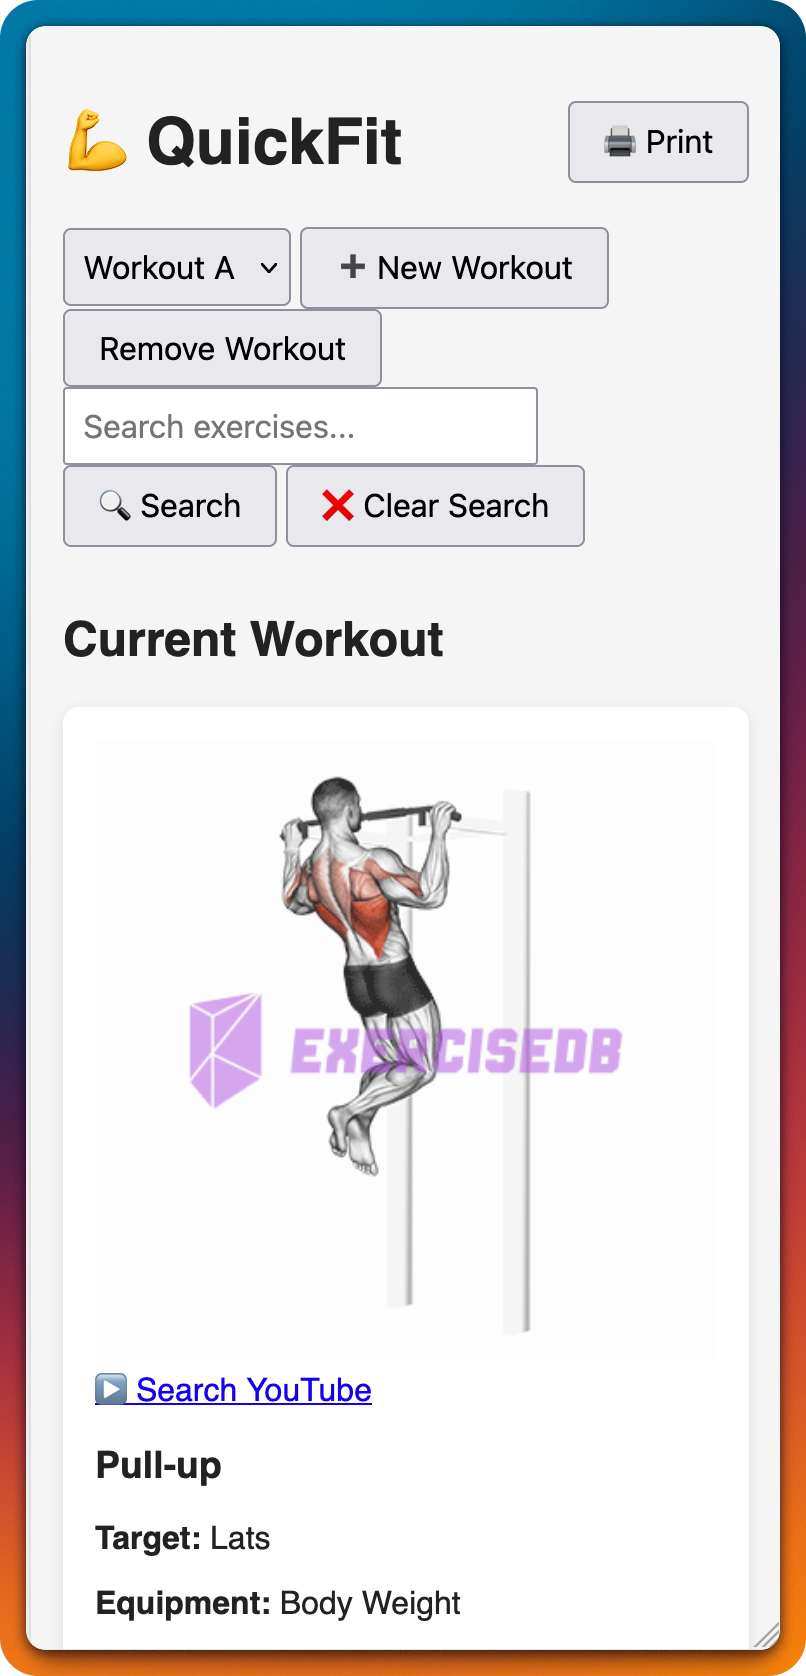 💪 QuickFit
🖨️ Print
Workout A
➕ New Workout
Remove Workout
Search exercises...
🔍 Search
❌ Clear Search
Current Workout
EXERCISEDB
▶️ Search YouTube
Pull-up
Target: Lats
Equipment: Body Weight